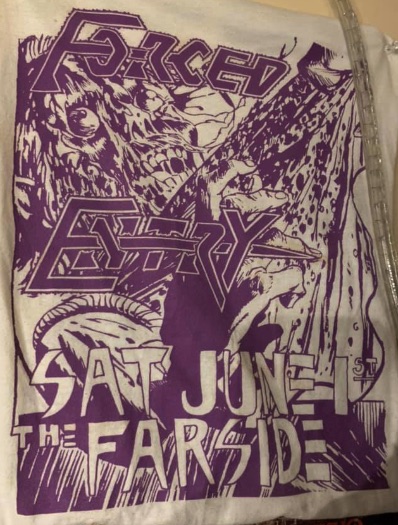 FORCED
ENTRY
SAT JUNE 1ST
THE FARSIDE